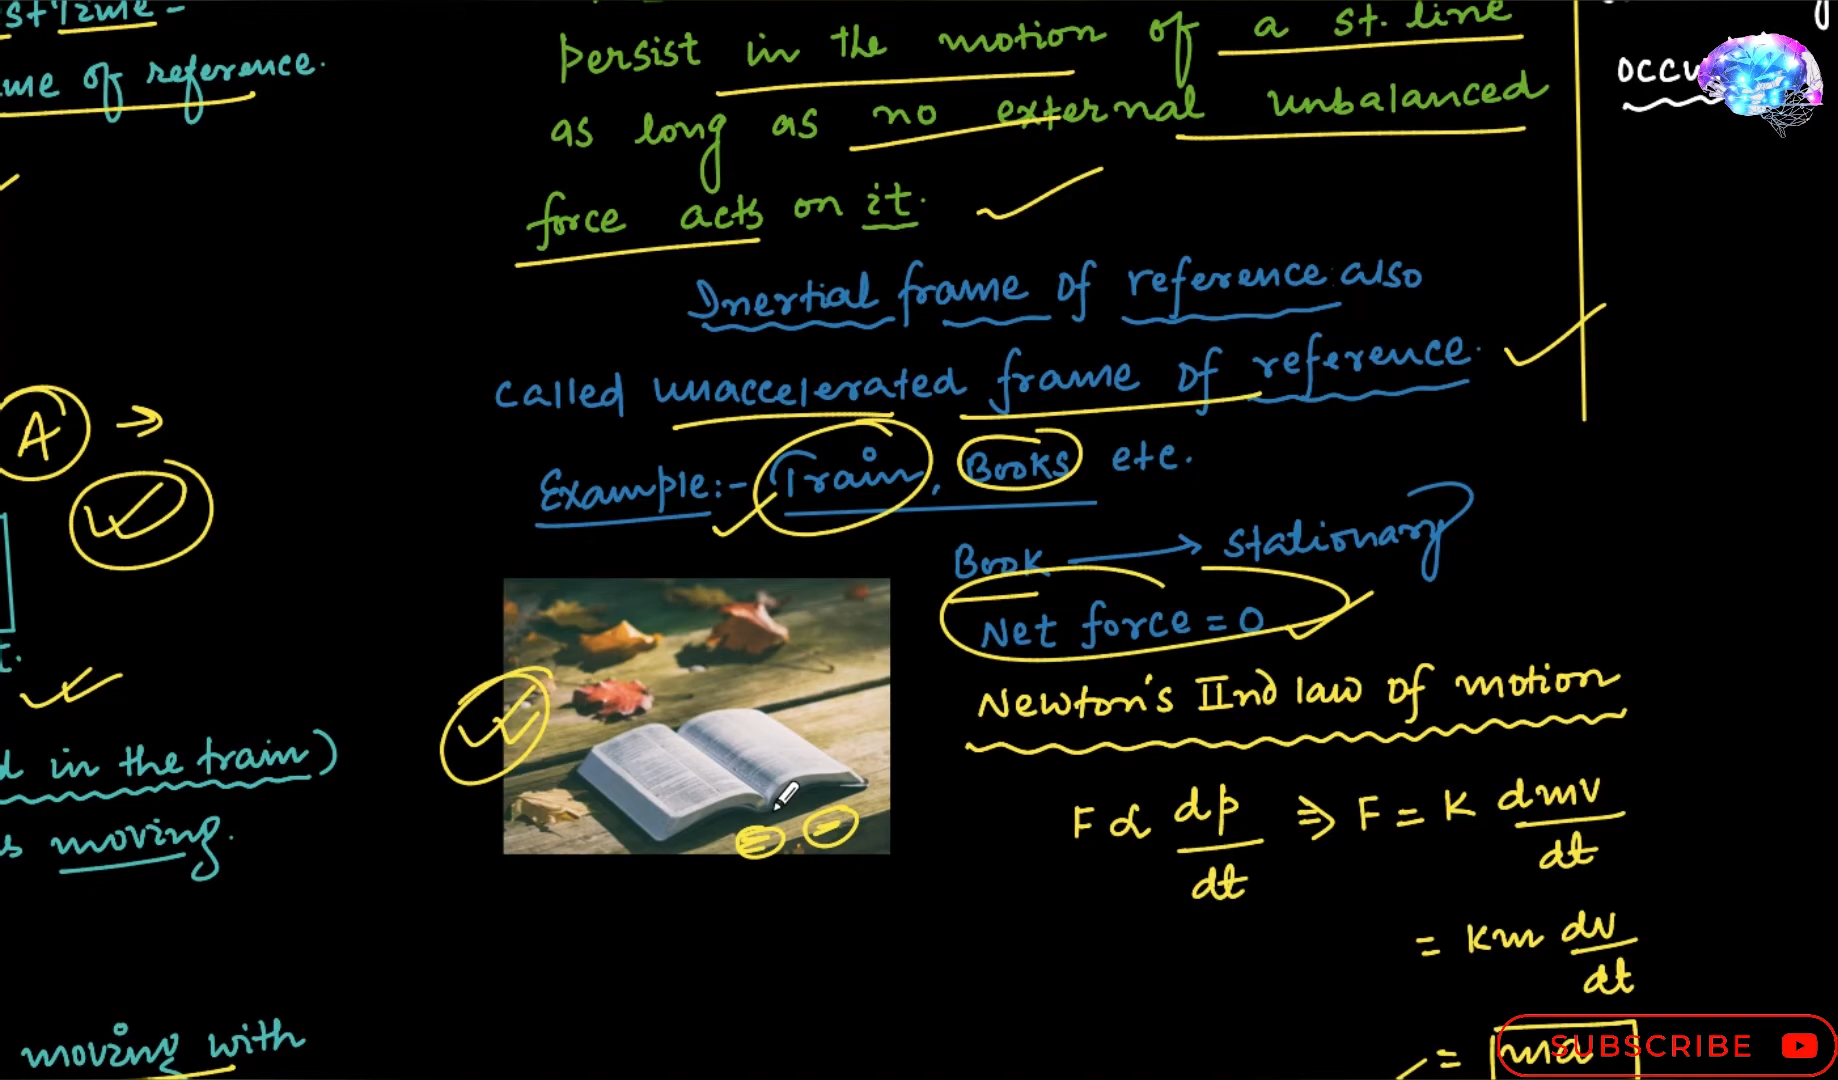 st Time -
me of reference.
A →
d in the train)
s moving.
moving with
Persist in the motion of a st. line
as long as no external unbalanced
force acts on it.
Inertial frame of reference also
called unaccelerated frame of reference.
Example:- Train, Books etc.
Book → Stationary
Net force = 0
Newton's IInd law of motion
F ∝ dp/dt ⇒ F = K dmv/dt
= Km dv/dt
= ma
SUBSCRIBE